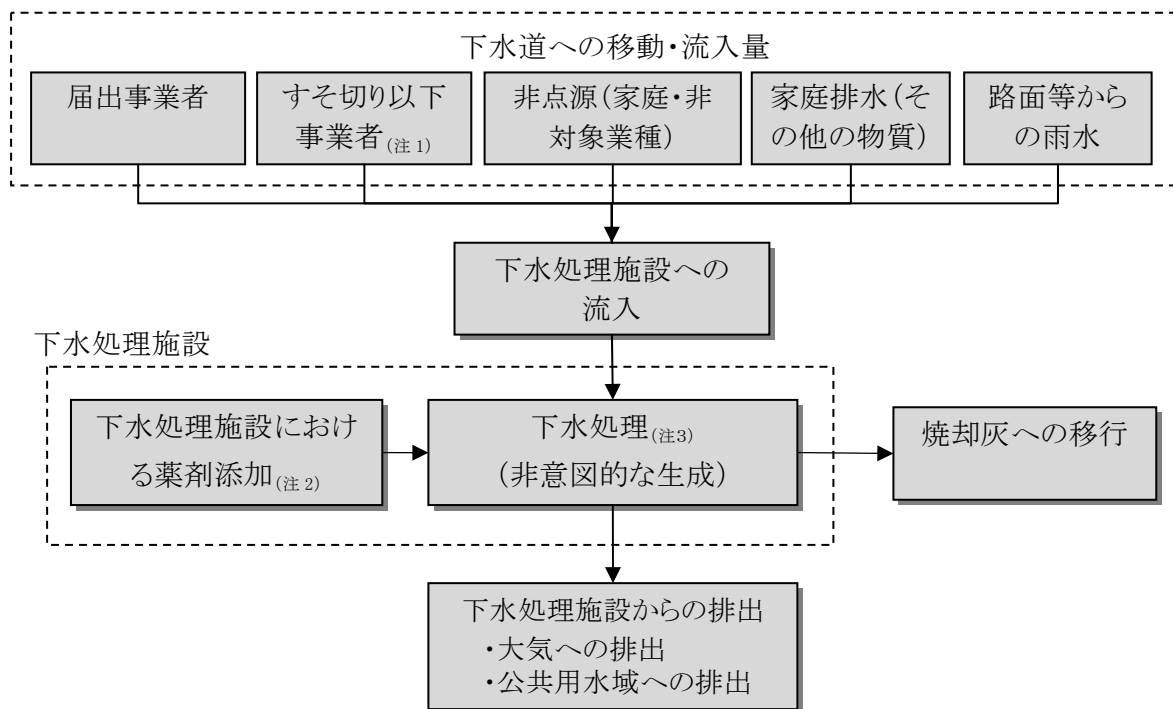 下水道への移動・流入量
届出事業者
すそ切り以下
事業者(注1)
非点源(家庭・非
対象業種)
家庭排水(そ
の他の物質)
路面等から
の雨水
下水処理施設への
流入
下水処理施設
下水処理施設におけ
る薬剤添加(注2)
下水処理(注3)
(非意図的な生成)
焼却灰への移行
下水処理施設からの排出
・大気への排出
・公共用水域への排出